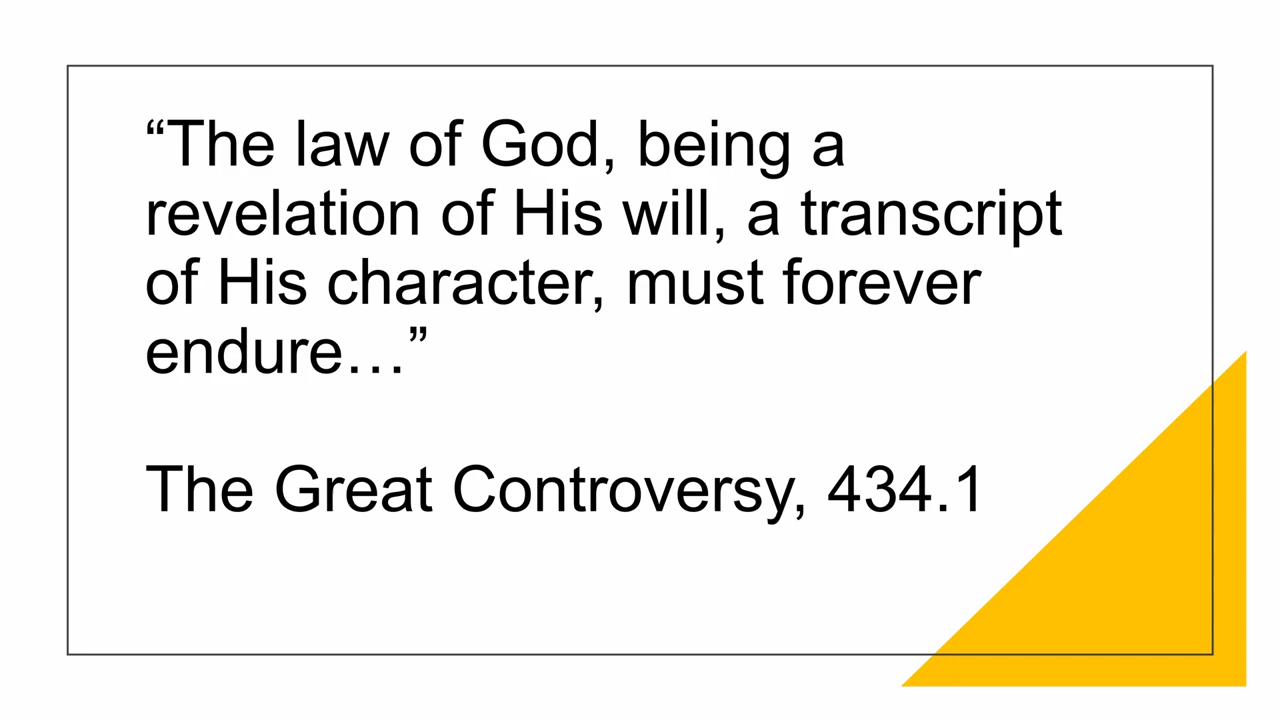 “The law of God, being a
revelation of His will, a transcript
of His character, must forever
endure…”
The Great Controversy, 434.1